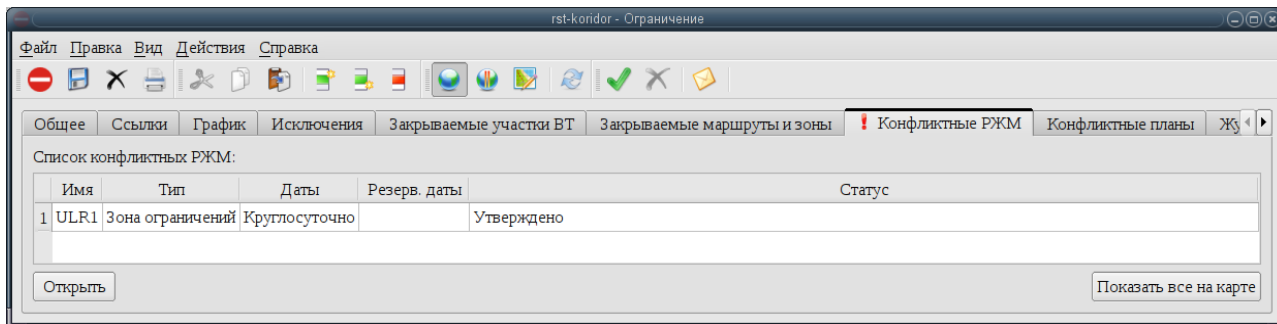 rst-koridor - Ограничение
Файл Правка Вид Действия Справка
Общее Ссылки График Исключения Закрываемые участки ВТ Закрываемые маршруты и зоны Конфликтные РЖМ Конфликтные планы Жу
Список конфликтных РЖМ:
Имя Тип Даты Резерв. даты Статус
1 ULR1 Зона ограничений Круглосуточно Утверждено
Открыть Показать все на карте